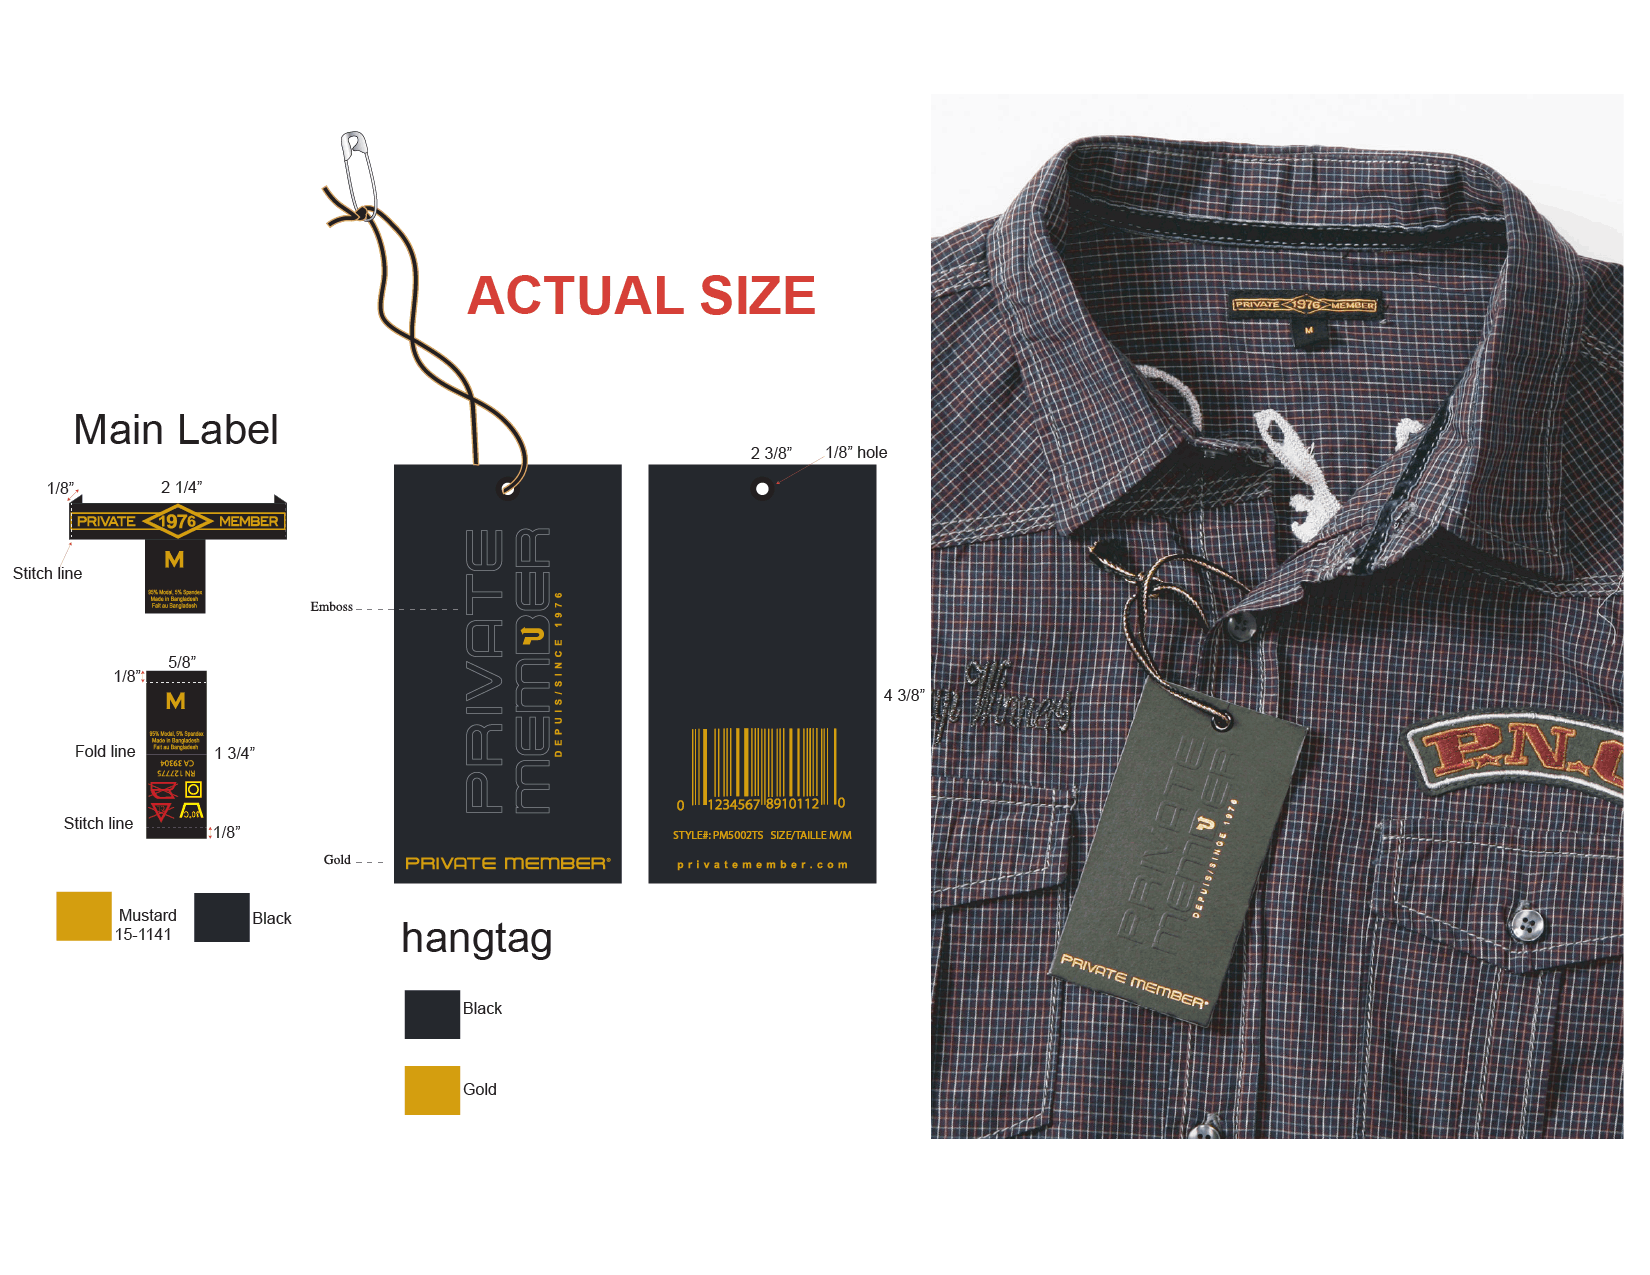 ACTUAL SIZE
Main Label
1/8”
2 1/4”
PRIVATE 1976 MEMBER
M
95% Modal, 5% Spandex
Made in Bangladesh
Fait au Bangladesh
Stitch line
5/8”
1/8”
M
95% Modal, 5% Spandex
Made in Bangladesh
Fait au Bangladesh
Fold line
1 3/4”
CA 39304
RN 127775
30°C
Stitch line
1/8”
Mustard
15-1141
Black
Emboss
PRIVATE
MEMBER
P
DEPUIS/SINCE 1976
Gold
PRIVATE MEMBER®
hangtag
Black
Gold
2 3/8”
1/8” hole
4 3/8”
0 1234567 8910112 0
STYLE#: PM5002TS SIZE/TAILLE M/M
privatemember.com
PRIVATE 1976 MEMBER
M
P.N.
PRIVATE
MEMBER
P
DEPUIS/SINCE 1976
PRIVATE MEMBER®